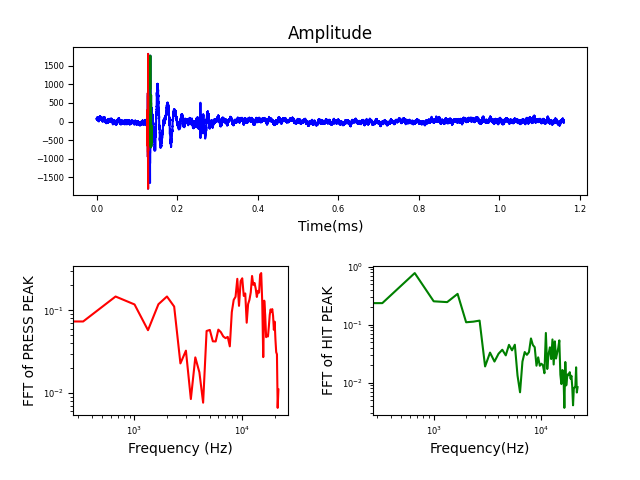 Amplitude
1500
1000
500
0
−500
−1000
−1500
0.0 0.2 0.4 0.6 0.8 1.0 1.2
Time(ms)
FFT of PRESS PEAK
10⁻¹
10⁻²
10³ 10⁴
Frequency (Hz)
FFT of HIT PEAK
10⁰
10⁻¹
10⁻²
10³ 10⁴
Frequency(Hz)